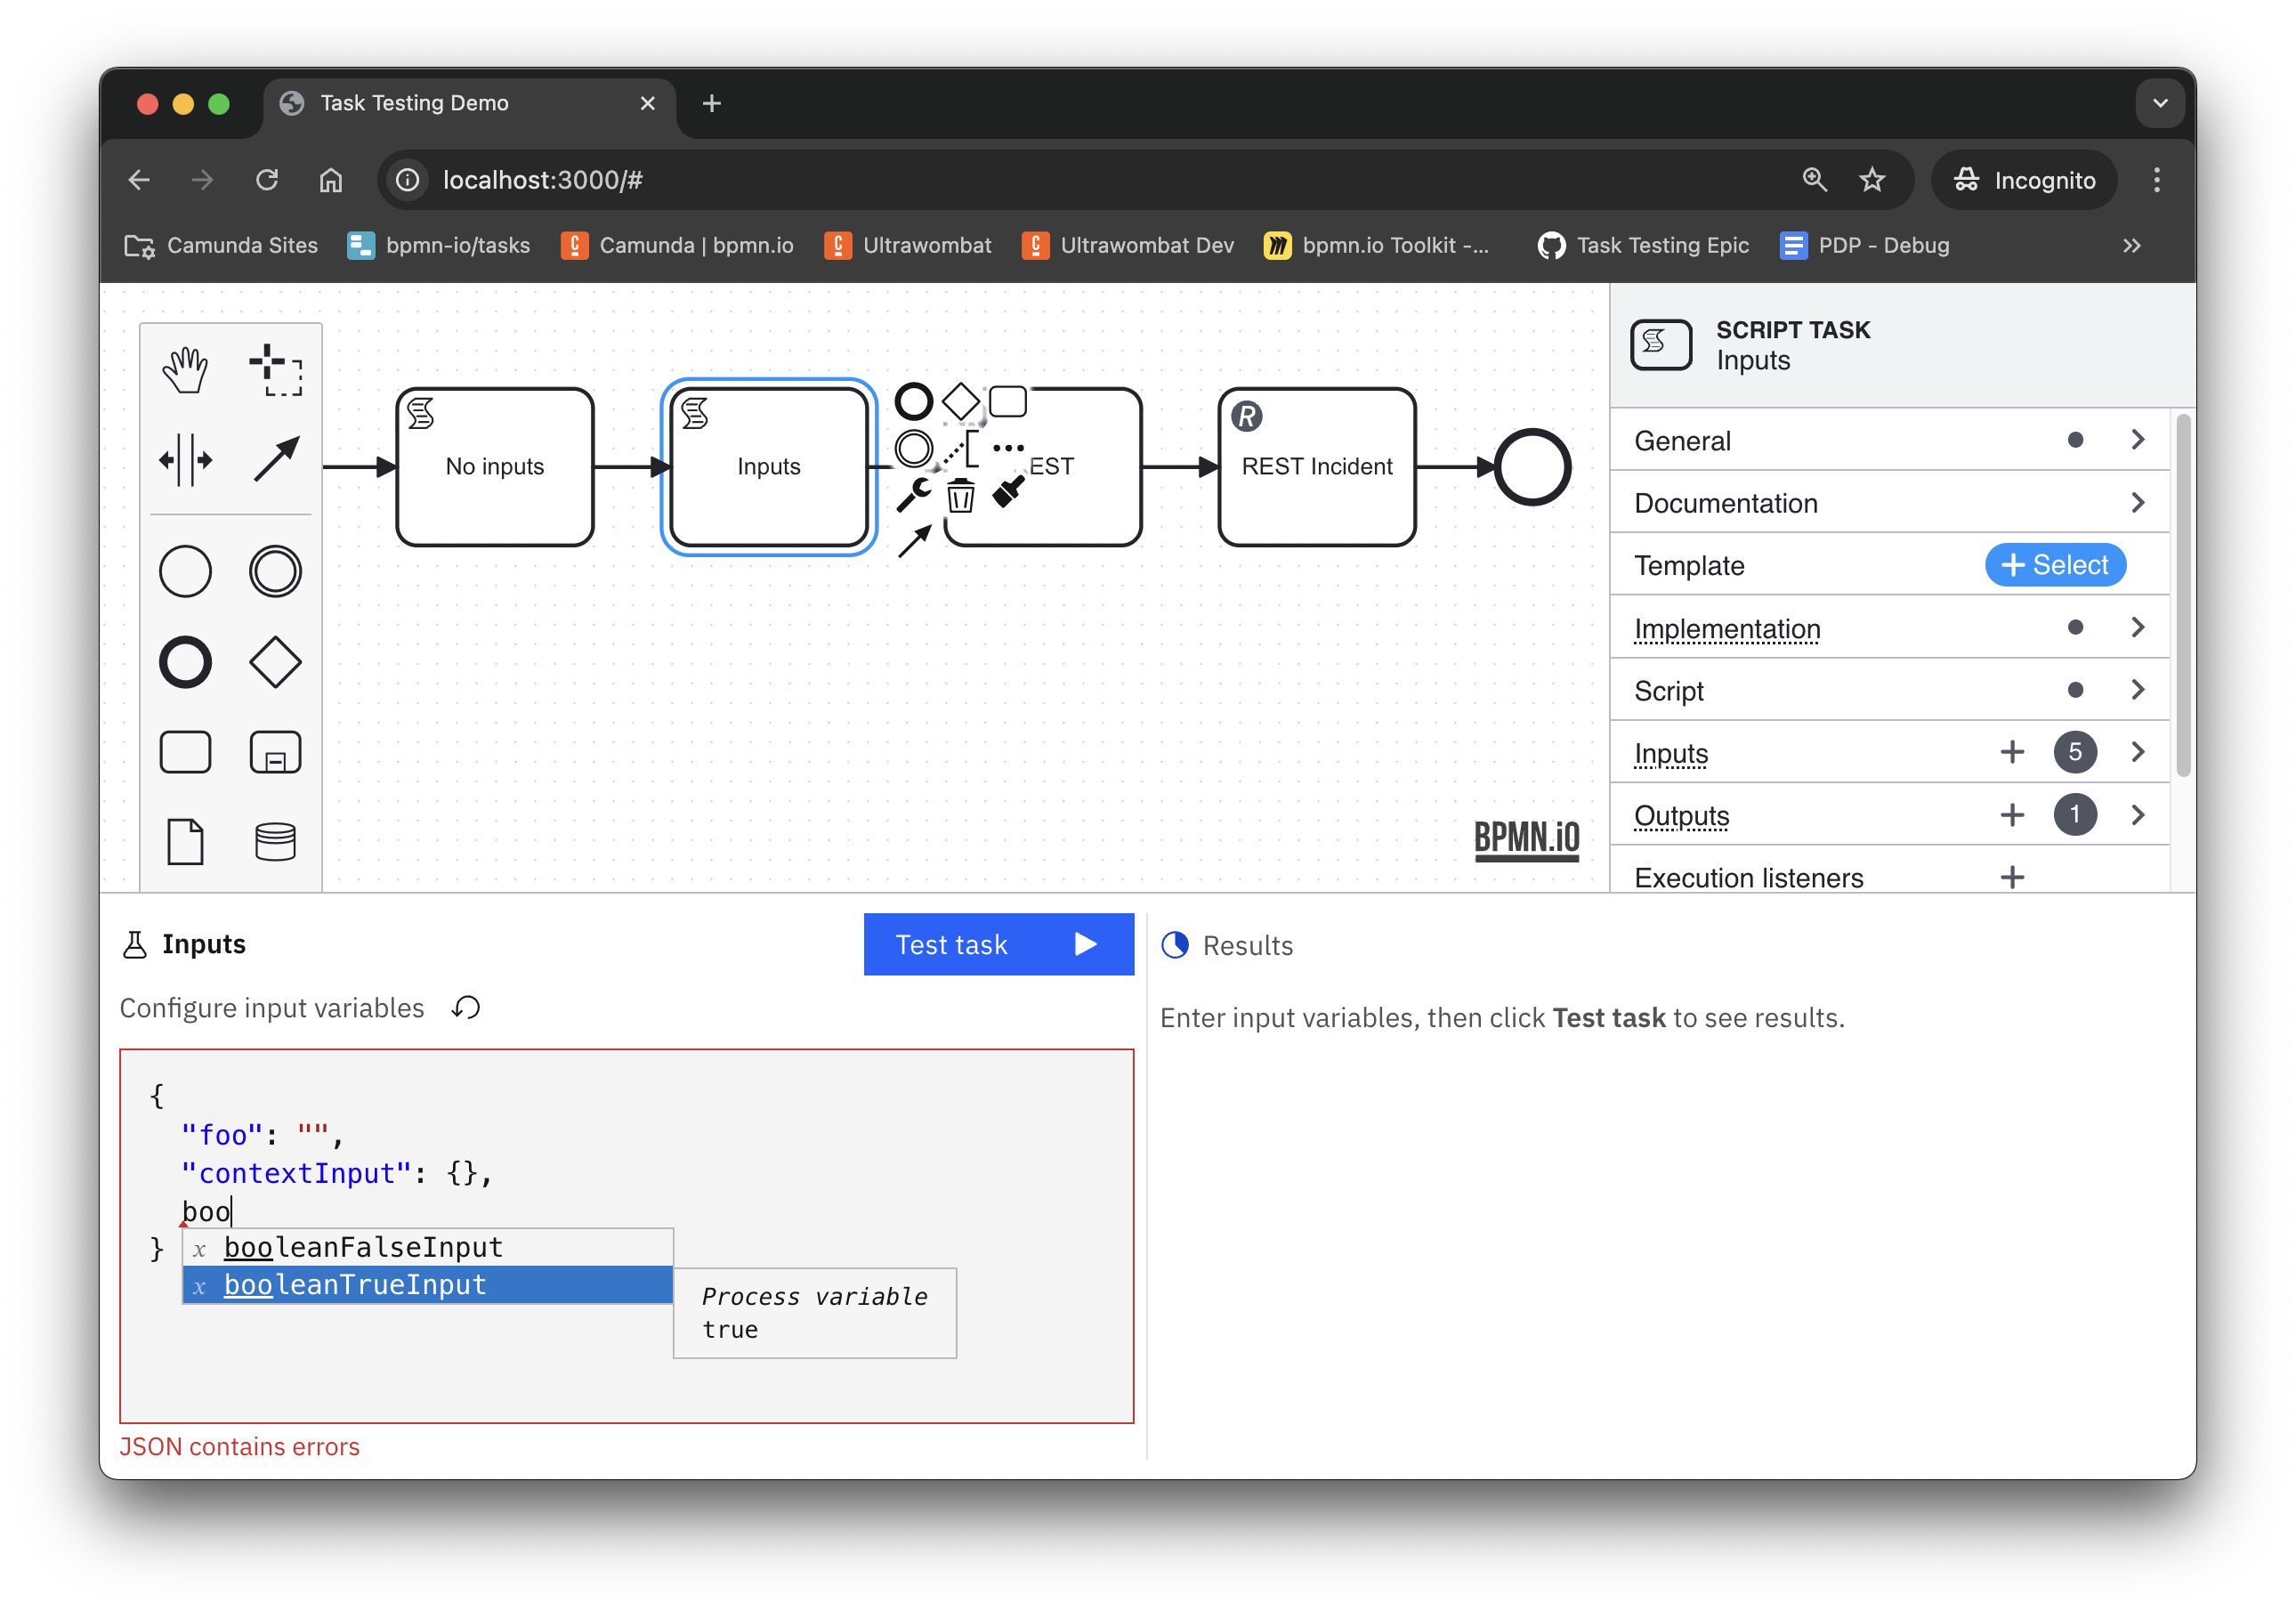 Task Testing Demo
localhost:3000/#
Incognito
Camunda Sites
bpmn-io/tasks
Camunda | bpmn.io
Ultrawombat
Ultrawombat Dev
bpmn.io Toolkit -...
Task Testing Epic
PDP - Debug
No inputs
Inputs
EST
R
REST Incident
BPMN.iO
SCRIPT TASK
Inputs
General
Documentation
Template
Select
Implementation
Script
Inputs
5
Outputs
1
Execution listeners
Inputs
Test task
Configure input variables
{
"foo": "",
"contextInput": {},
boo
}
x booleanFalseInput
x booleanTrueInput
Process variable
true
JSON contains errors
Results
Enter input variables, then click Test task to see results.